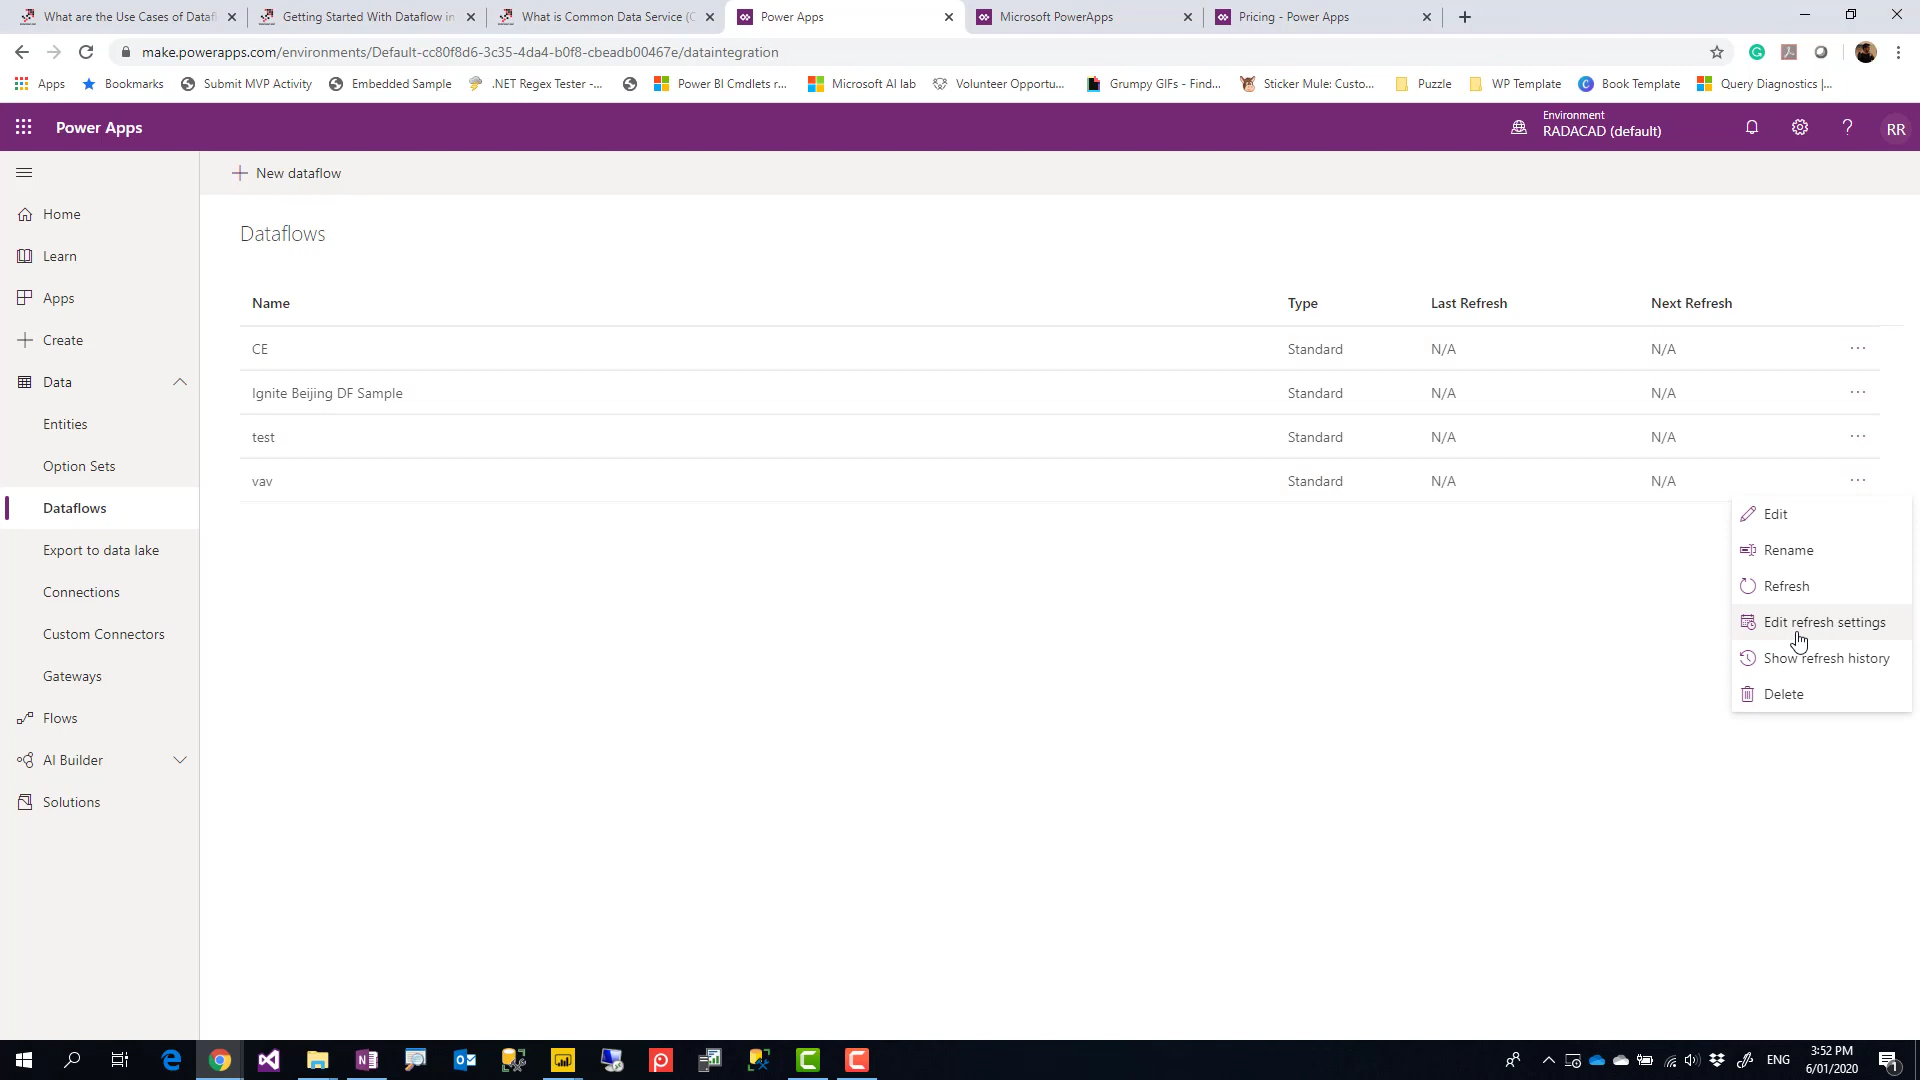 What are the Use Cases of Datafl
Getting Started With Dataflow in
What is Common Data Service (C
Power Apps
Microsoft PowerApps
Pricing - Power Apps
make.powerapps.com/environments/Default-cc80f8d6-3c35-4da4-b0f8-cbeadb00467e/dataintegration
Apps
Bookmarks
Submit MVP Activity
Embedded Sample
.NET Regex Tester -...
Power BI Cmdlets r...
Microsoft AI lab
Volunteer Opportu...
Grumpy GIFs - Find...
Sticker Mule: Custo...
Puzzle
WP Template
Book Template
Query Diagnostics |...
Power Apps
Environment
RADACAD (default)
RR
New dataflow
Home
Learn
Apps
Create
Data
Entities
Option Sets
Dataflows
Export to data lake
Connections
Custom Connectors
Gateways
Flows
AI Builder
Solutions
Dataflows
Name Type Last Refresh Next Refresh
CE Standard N/A N/A
Ignite Beijing DF Sample Standard N/A N/A
test Standard N/A N/A
vav Standard N/A N/A
Edit
Rename
Refresh
Edit refresh settings
Show refresh history
Delete
ENG
3:52 PM
6/01/2020
1